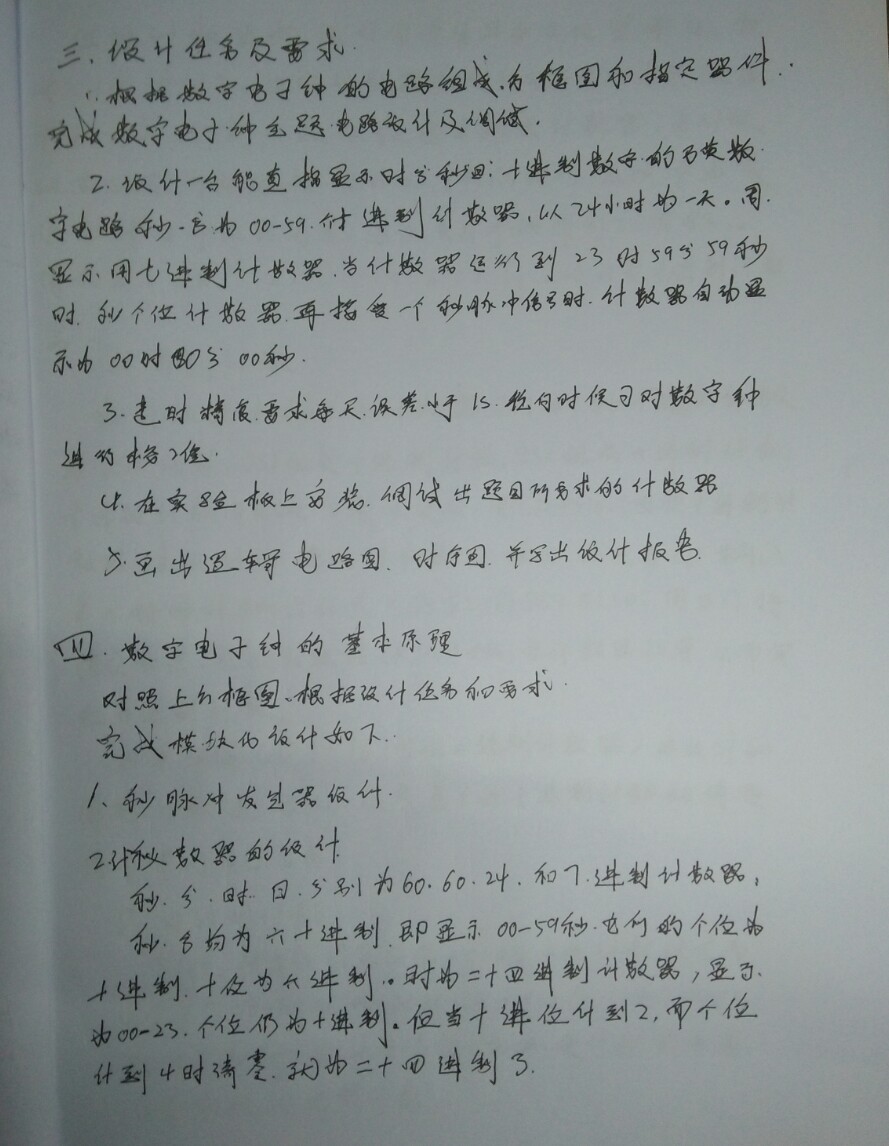 三、设计任务及要求.
1. 根据数字电子钟的电路组成方框图和指定器件.
完成数字电子钟主题电路设计及调试.
2. 设计一台能直接显示时分秒日:十进制数字的石英数
字电路 秒.分为00-59.六十进制计数器,以24小时为一天。周
显示用七进制计数器.当计数器运行到23时59分59秒
时.秒个位计数器再接受一个秒脉冲信号时.计数器自动显
示为00时00分00秒.
3. 走时精度要求每天误差小于1s.任何时候可对数字钟
进行校准.
4. 在实验板上安装.调试出题目所要求的计数器
5. 画出逻辑电路图.时序图.并写出设计报告.
四.数字电子钟的基本原理
对照上的框图、根据设计任务和要求.
完成模块的设计如下.
1、秒脉冲发生器设计.
2.计秒数器的设计.
秒.分.时.日.分别为60.60.24.和7.进制计数器,
秒.分均为六十进制.即显示00-59秒.它们的个位为
十进制.十位为六进制。时为二十四进制计数器,显示
为00-23.个位仍为十进制。但当十进位计到2,而个位
计到4时清零.就为二十四进制了.